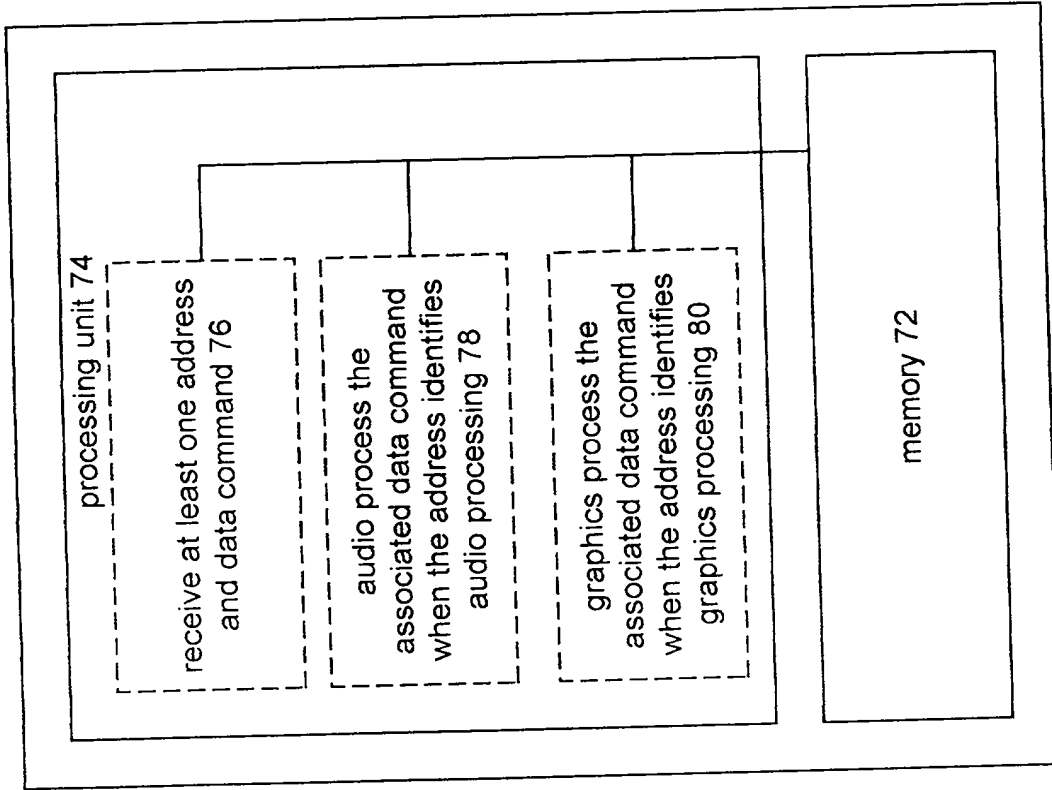 processing unit 74
receive at least one address
and data command 76
audio process the
associated data command
when the address identifies
audio processing 78
graphics process the
associated data command
when the address identifies
graphics processing 80
memory 72